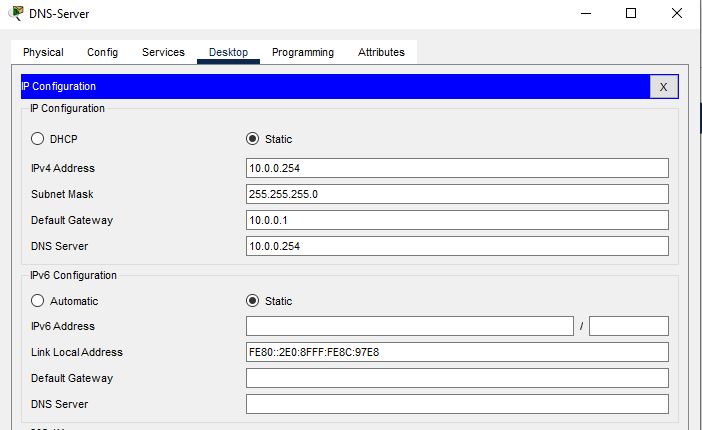 DNS-Server
Physical Config Services Desktop Programming Attributes
IP Configuration X
IP Configuration
DHCP Static
IPv4 Address 10.0.0.254
Subnet Mask 255.255.255.0
Default Gateway 10.0.0.1
DNS Server 10.0.0.254
IPv6 Configuration
Automatic Static
IPv6 Address /
Link Local Address FE80::2E0:8FFF:FE8C:97E8
Default Gateway
DNS Server